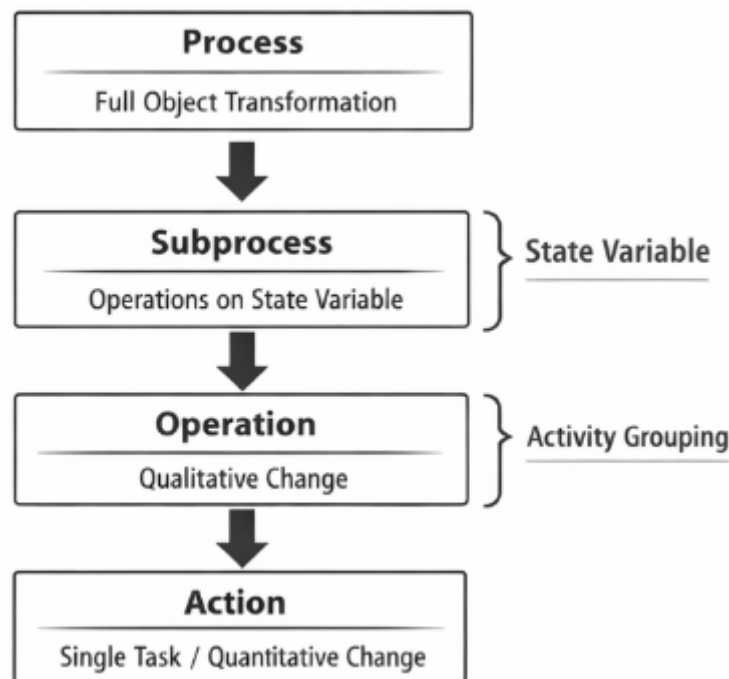 Process
Full Object Transformation
Subprocess
Operations on State Variable
State Variable
Operation
Qualitative Change
Activity Grouping
Action
Single Task / Quantitative Change